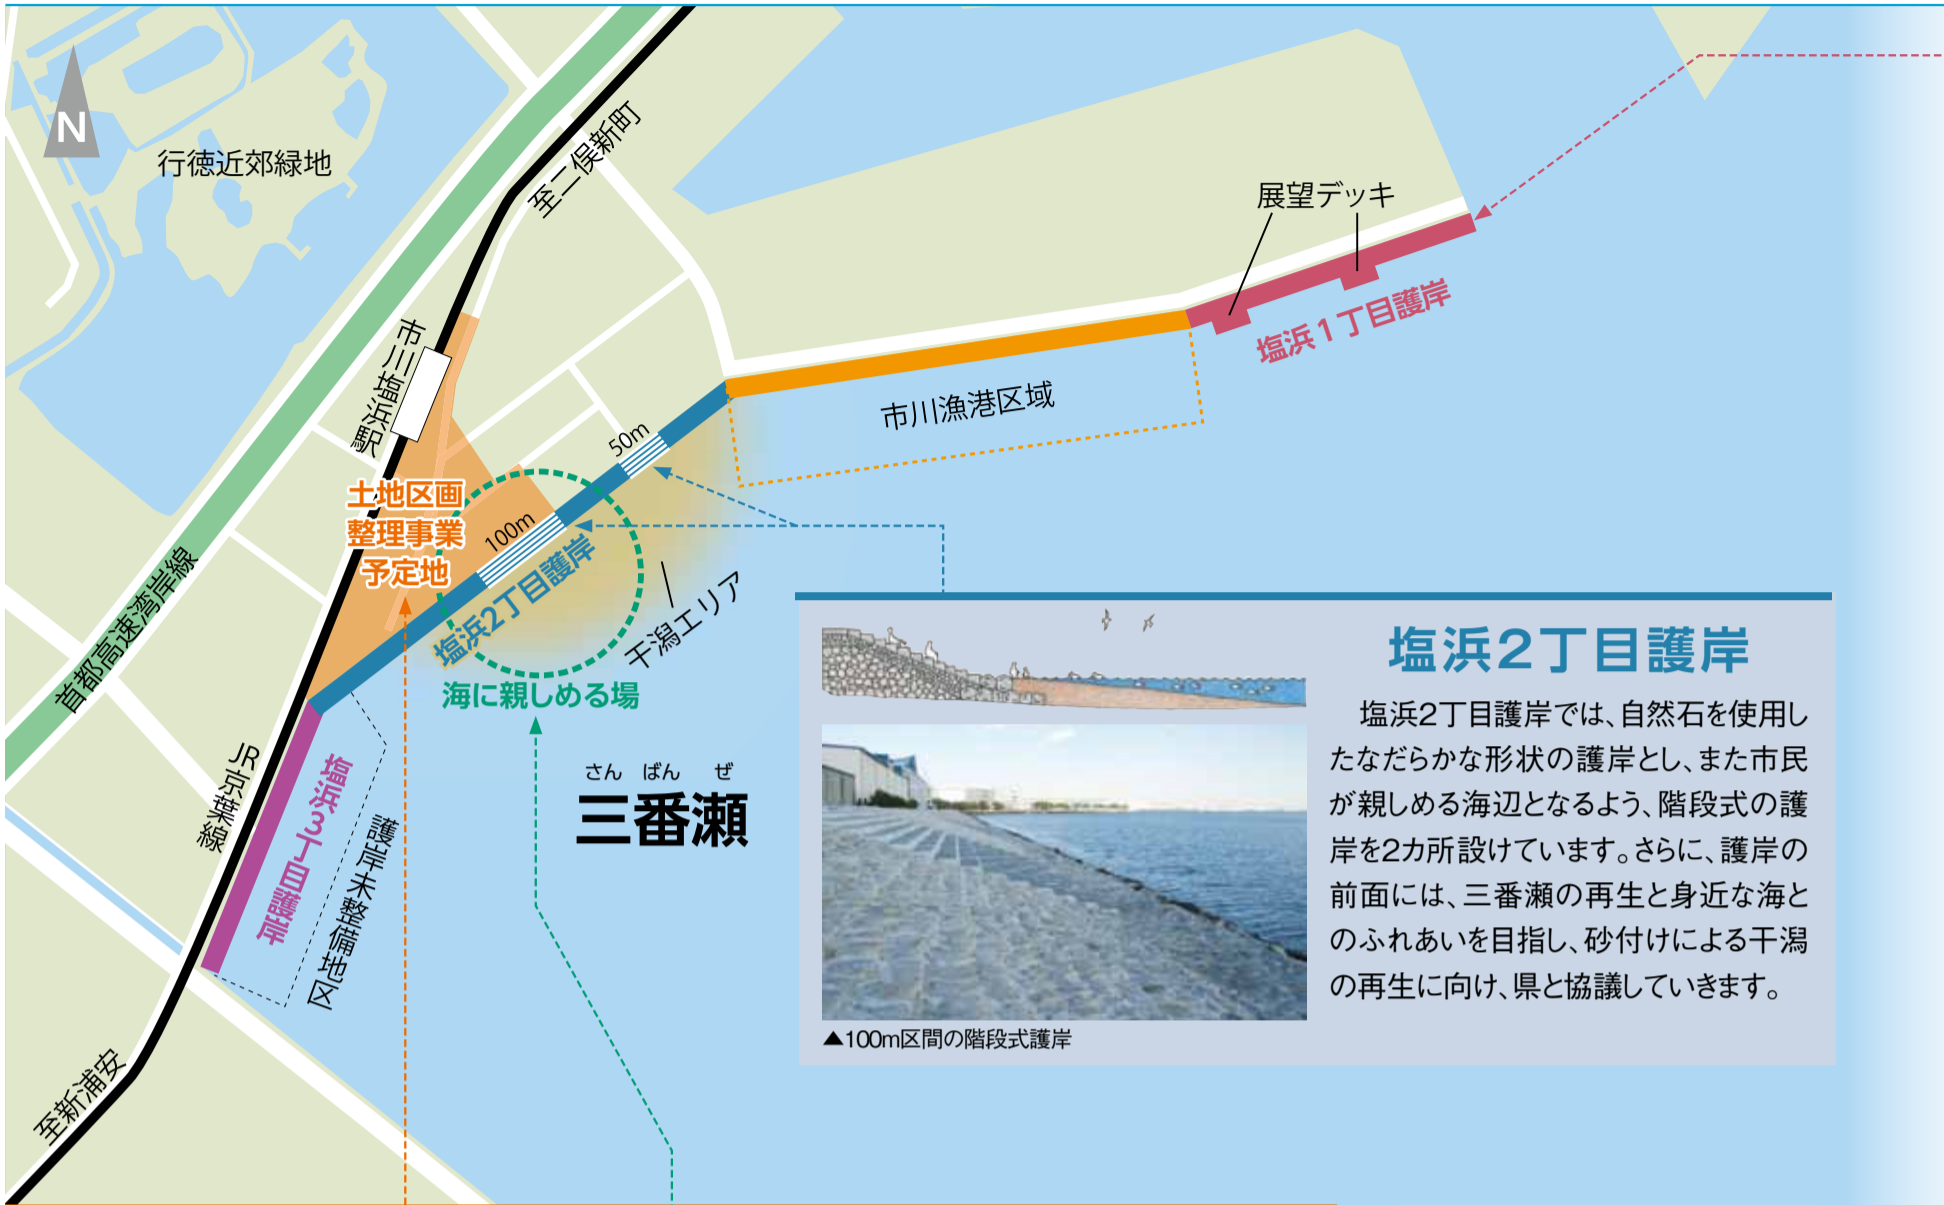 N
行徳近郊緑地
至二俣新町
展望デッキ
塩浜1丁目護岸
市川塩浜駅
市川漁港区域
50m
土地区画
整理事業
予定地
100m
塩浜2丁目護岸
干潟エリア
首都高速湾岸線
海に親しめる場
JR京葉線
塩浜3丁目護岸
護岸未整備地区
さん ばん ぜ
三番瀬
至新浦安
塩浜2丁目護岸
塩浜2丁目護岸では、自然石を使用し
たなだらかな形状の護岸とし、また市民
が親しめる海辺となるよう、階段式の護
岸を2カ所設けています。さらに、護岸の
前面には、三番瀬の再生と身近な海と
のふれあいを目指し、砂付けによる干潟
の再生に向け、県と協議していきます。
▲100m区間の階段式護岸